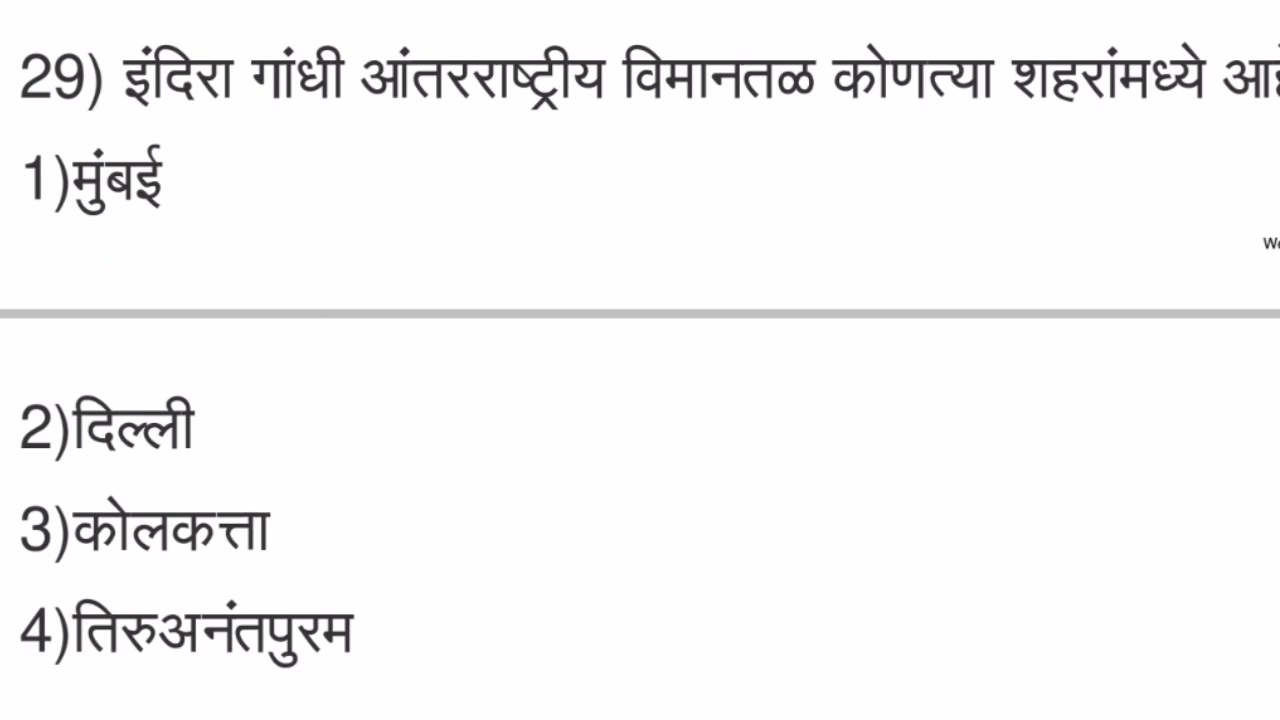 29) इंदिरा गांधी आंतरराष्ट्रीय विमानतळ कोणत्या शहरांमध्ये
1)मुंबई
2)दिल्ली
3)कोलकत्ता
4)तिरुअनंतपुरम